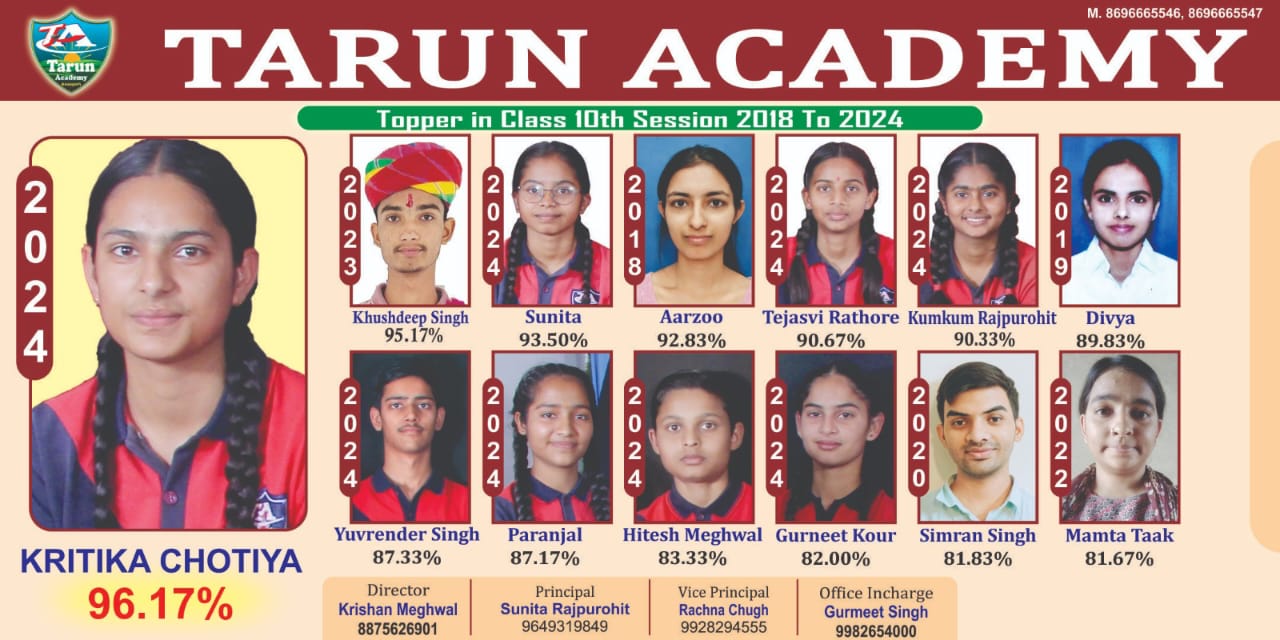 M. 8696665546, 8696665547
TA
Tarun
Academy
TARUN ACADEMY
Topper in Class 10th Session 2018 To 2024
2024
KRITIKA CHOTIYA
96.17%
2023
Khushdeep Singh
95.17%
2024
Sunita
93.50%
2018
Aarzoo
92.83%
2024
Tejasvi Rathore
90.67%
2024
Kumkum Rajpurohit
90.33%
2019
Divya
89.83%
2024
Yuvrender Singh
87.33%
2024
Paranjal
87.17%
2024
Hitesh Meghwal
83.33%
2024
Gurneet Kour
82.00%
2020
Simran Singh
81.83%
2022
Mamta Taak
81.67%
Director
Krishan Meghwal
8875626901
Principal
Sunita Rajpurohit
9649319849
Vice Principal
Rachna Chugh
9928294555
Office Incharge
Gurmeet Singh
9982654000